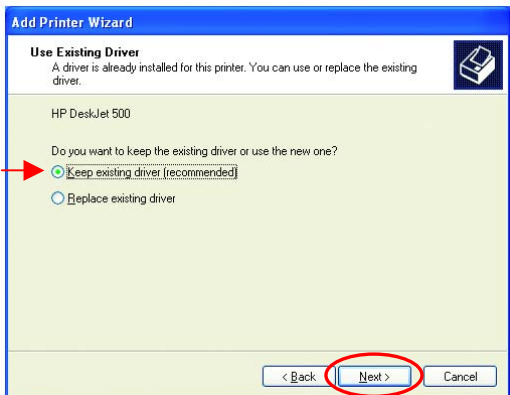 Add Printer Wizard
Use Existing Driver
A driver is already installed for this printer. You can use or replace the existing
driver.
HP DeskJet 500
Do you want to keep the existing driver or use the new one?
Keep existing driver (recommended)
Replace existing driver
< Back
Next >
Cancel